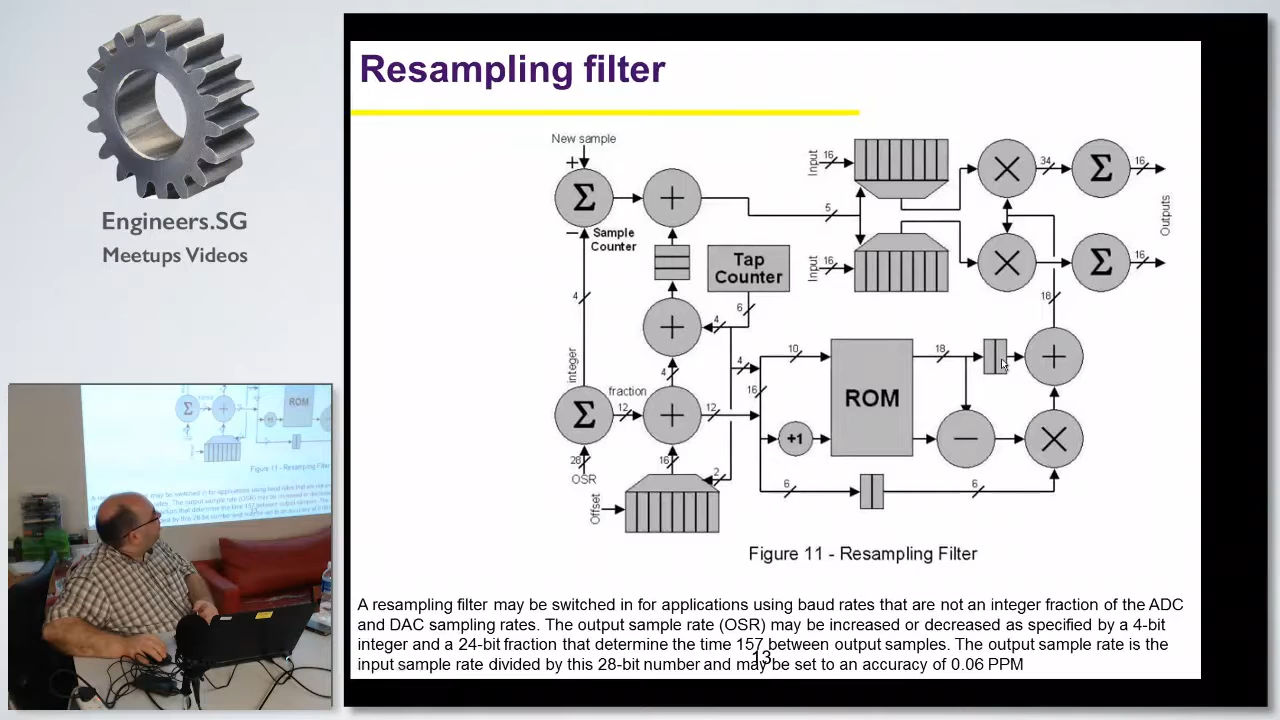 Engineers.SG
Meetups Videos
Resampling filter
New sample
+
Σ
+
−
Sample
Counter
Tap
Counter
Input
16
5
×
34
Σ
16
Outputs
Input
16
×
Σ
16
4
integer
+
4
6
4
4
16
10
ROM
18
18
+
Σ
fraction
12
+
12
+1
−
×
28
OSR
16
2
6
6
Offset
Figure 11 - Resampling Filter
A resampling filter may be switched in for applications using baud rates that are not an integer fraction of the ADC
and DAC sampling rates. The output sample rate (OSR) may be increased or decreased as specified by a 4-bit
integer and a 24-bit fraction that determine the time 157 between output samples. The output sample rate is the
input sample rate divided by this 28-bit number and may be set to an accuracy of 0.06 PPM
13
ROM
Figure 11 - Resampling Filter